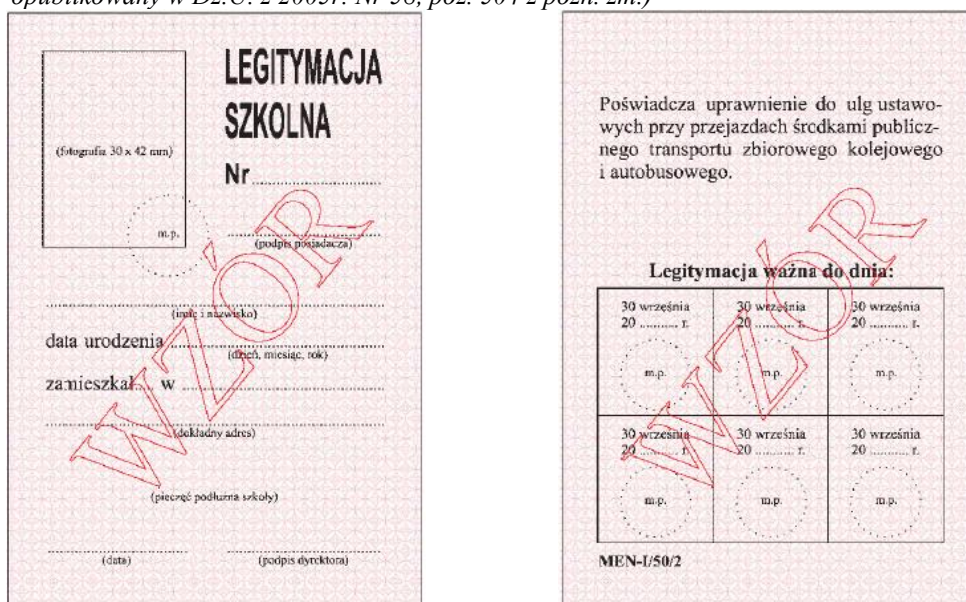 opublikowany w Dz.U. z 2003r. Nr 58, poz. 504 z późn. zm.)
LEGITYMACJA
SZKOLNA
Nr
(fotografia 30 x 42 mm)
m.p.
(podpis posiadacza)
(imię i nazwisko)
data urodzenia
(dzień, miesiąc, rok)
zamieszkał w
(dokładny adres)
(pieczęć podłużna szkoły)
(data) (podpis dyrektora)
WZÓR
Poświadcza uprawnienie do ulg ustawo-
wych przy przejazdach środkami publicz-
nego transportu zbiorowego kolejowego
i autobusowego.
Legitymacja ważna do dnia:
30 września 30 września 30 września
20 .......... r. 20 .......... r. 20 .......... r.
m.p. m.p. m.p.
30 września 30 września 30 września
20 .......... r. 20 .......... r. 20 .......... r.
m.p. m.p. m.p.
MEN-I/50/2
WZÓR